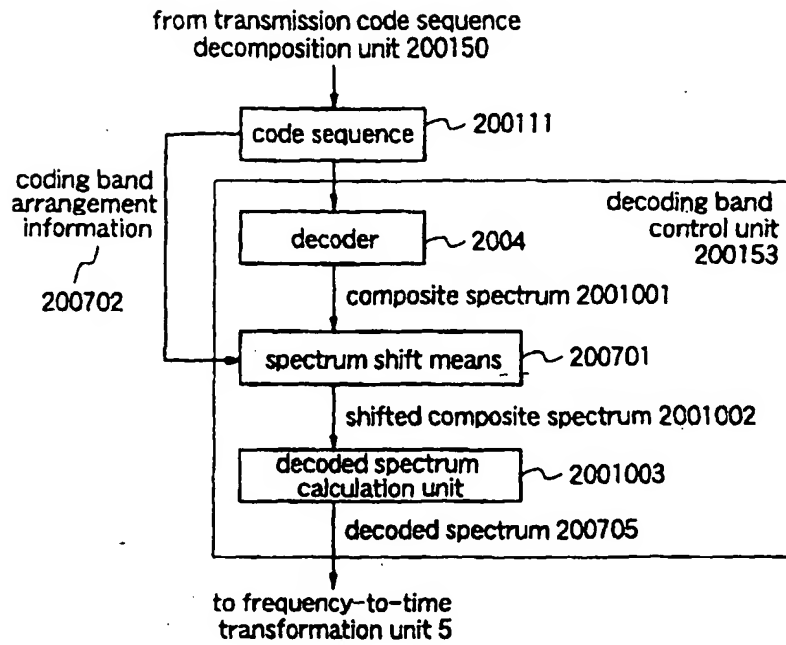 from transmission code sequence
decomposition unit 200150
code sequence
200111
coding band
arrangement
information
200702
decoding band
control unit
200153
decoder
2004
composite spectrum 2001001
spectrum shift means
200701
shifted composite spectrum 2001002
decoded spectrum
calculation unit
2001003
decoded spectrum 200705
to frequency-to-time
transformation unit 5